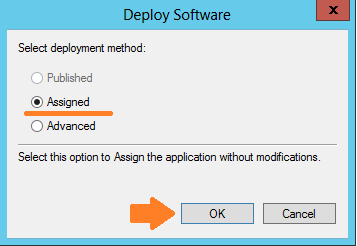 Deploy Software
x
Select deployment method:
Published
Assigned
Advanced
Select this option to Assign the application without modifications.
OK
Cancel